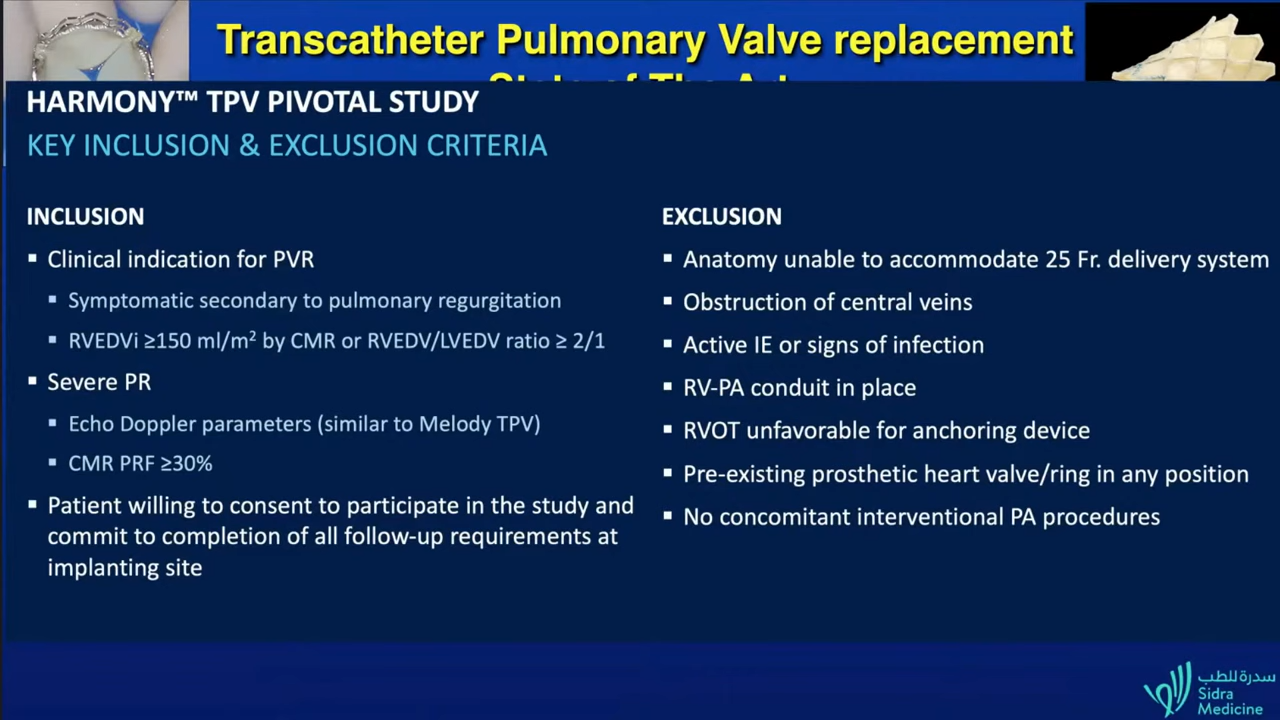 Transcatheter Pulmonary Valve replacement
State of The Art
HARMONY™ TPV PIVOTAL STUDY
KEY INCLUSION & EXCLUSION CRITERIA
INCLUSION
▪ Clinical indication for PVR
▪ Symptomatic secondary to pulmonary regurgitation
▪ RVEDVi ≥150 ml/m² by CMR or RVEDV/LVEDV ratio ≥ 2/1
▪ Severe PR
▪ Echo Doppler parameters (similar to Melody TPV)
▪ CMR PRF ≥30%
▪ Patient willing to consent to participate in the study and
commit to completion of all follow-up requirements at
implanting site
EXCLUSION
▪ Anatomy unable to accommodate 25 Fr. delivery system
▪ Obstruction of central veins
▪ Active IE or signs of infection
▪ RV-PA conduit in place
▪ RVOT unfavorable for anchoring device
▪ Pre-existing prosthetic heart valve/ring in any position
▪ No concomitant interventional PA procedures
سدرة للطب
Sidra
Medicine